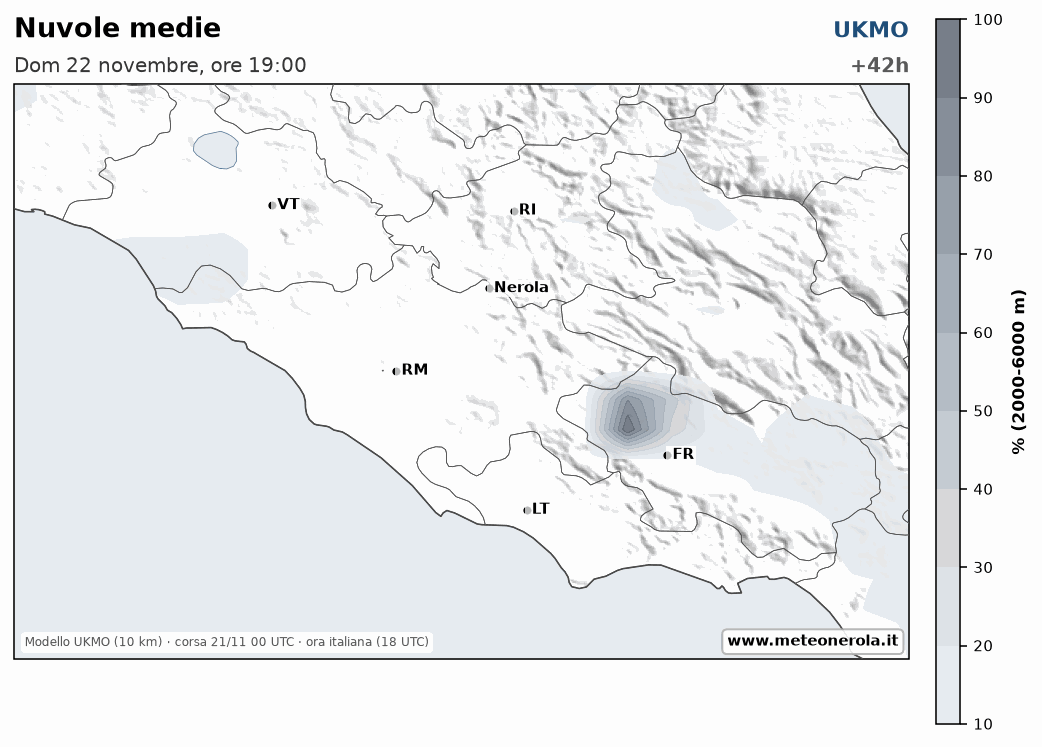 Nuvole medie
UKMO
Dom 22 novembre, ore 19:00
+42h
100
90
80
70
60
50
40
30
20
10
% (2000-6000 m)
VT
RI
Nerola
RM
FR
LT
Modello UKMO (10 km) · corsa 21/11 00 UTC · ora italiana (18 UTC)
www.meteonerola.it